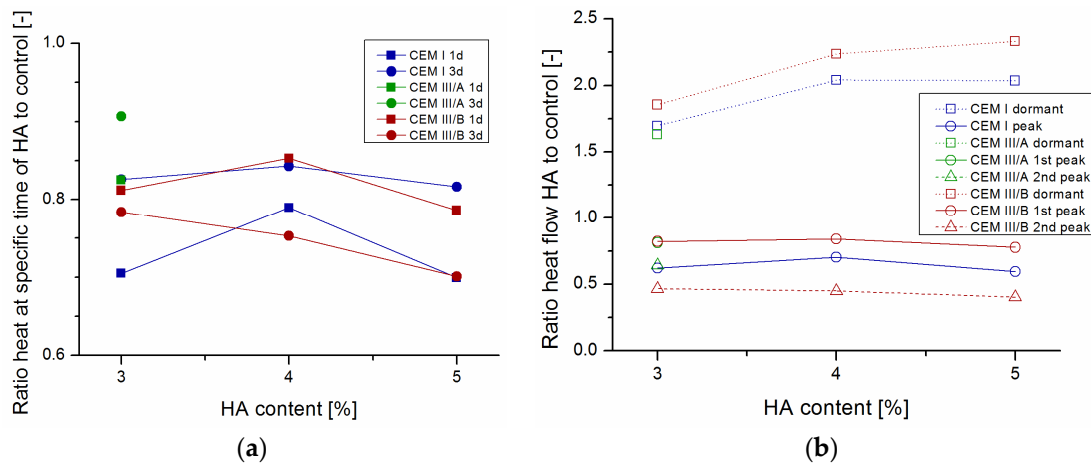 Ratio heat at specific time of HA to control [-]
1.0
0.8
0.6
3
4
5
HA content [%]
CEM I 1d
CEM I 3d
CEM III/A 1d
CEM III/A 3d
CEM III/B 1d
CEM III/B 3d
(a)
Ratio heat flow HA to control [-]
2.5
2.0
1.5
1.0
0.5
0.0
3
4
5
HA content [%]
CEM I dormant
CEM I peak
CEM III/A dormant
CEM III/A 1st peak
CEM III/A 2nd peak
CEM III/B dormant
CEM III/B 1st peak
CEM III/B 2nd peak
(b)